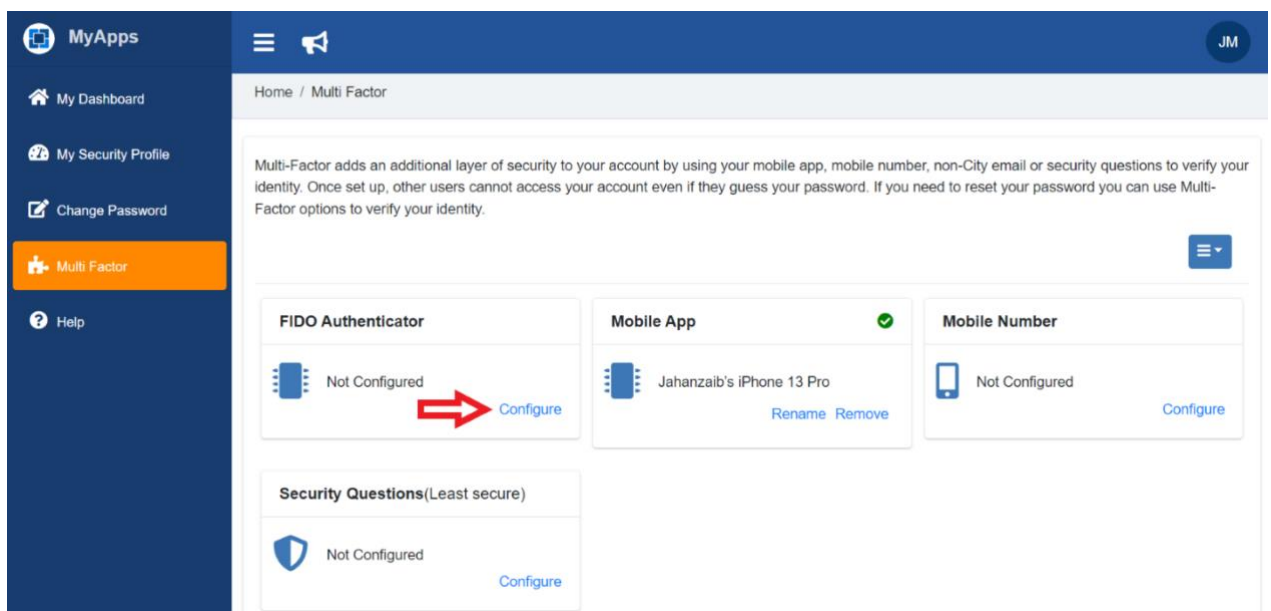 MyApps
JM
My Dashboard
My Security Profile
Change Password
Multi Factor
Help
Home / Multi Factor
Multi-Factor adds an additional layer of security to your account by using your mobile app, mobile number, non-City email or security questions to verify your
identity. Once set up, other users cannot access your account even if they guess your password. If you need to reset your password you can use Multi-
Factor options to verify your identity.
FIDO Authenticator
Not Configured
Configure
Mobile App
Jahanzaib's iPhone 13 Pro
Rename Remove
Mobile Number
Not Configured
Configure
Security Questions(Least secure)
Not Configured
Configure